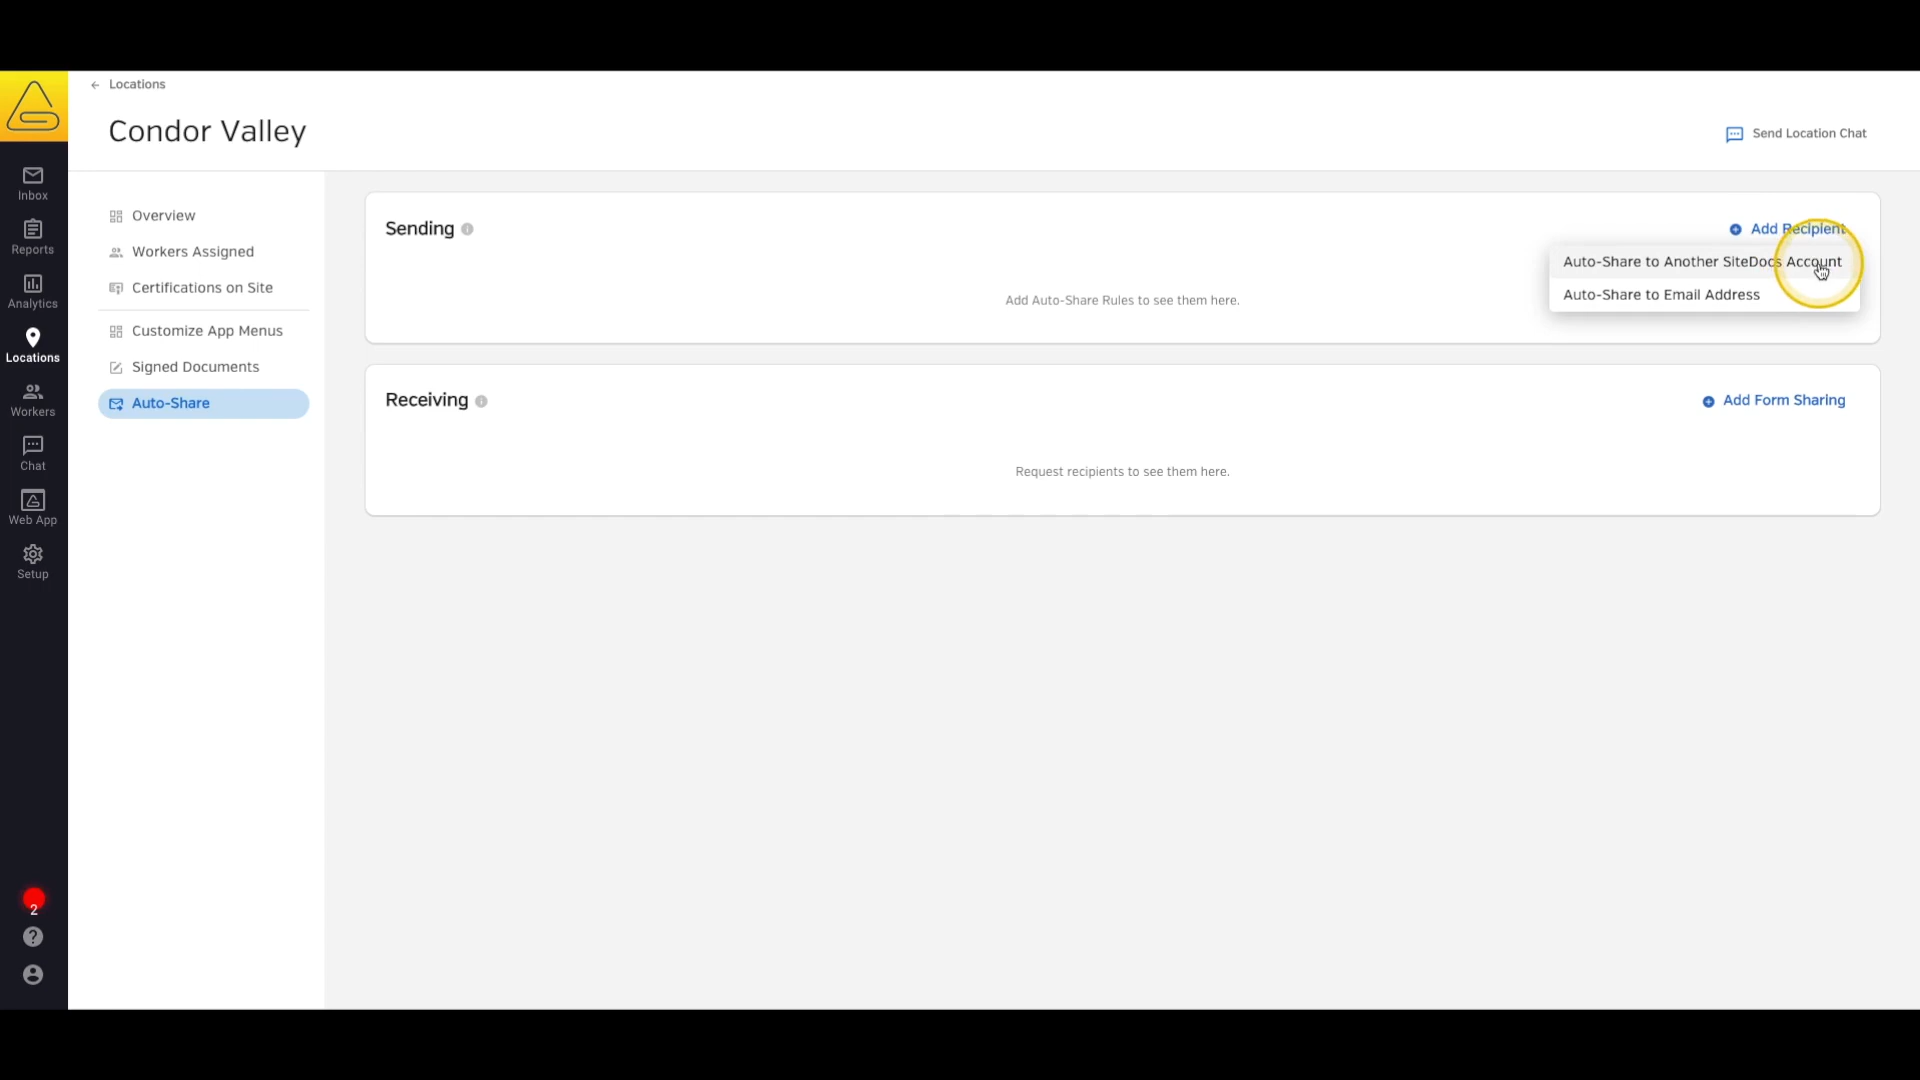 Locations
Condor Valley
Send Location Chat
Inbox
Reports
Analytics
Locations
Workers
Chat
Web App
Setup
2
Overview
Workers Assigned
Certifications on Site
Customize App Menus
Signed Documents
Auto-Share
Sending
Add Recipient
Auto-Share to Another SiteDocs Account
Auto-Share to Email Address
Add Auto-Share Rules to see them here.
Receiving
Add Form Sharing
Request recipients to see them here.